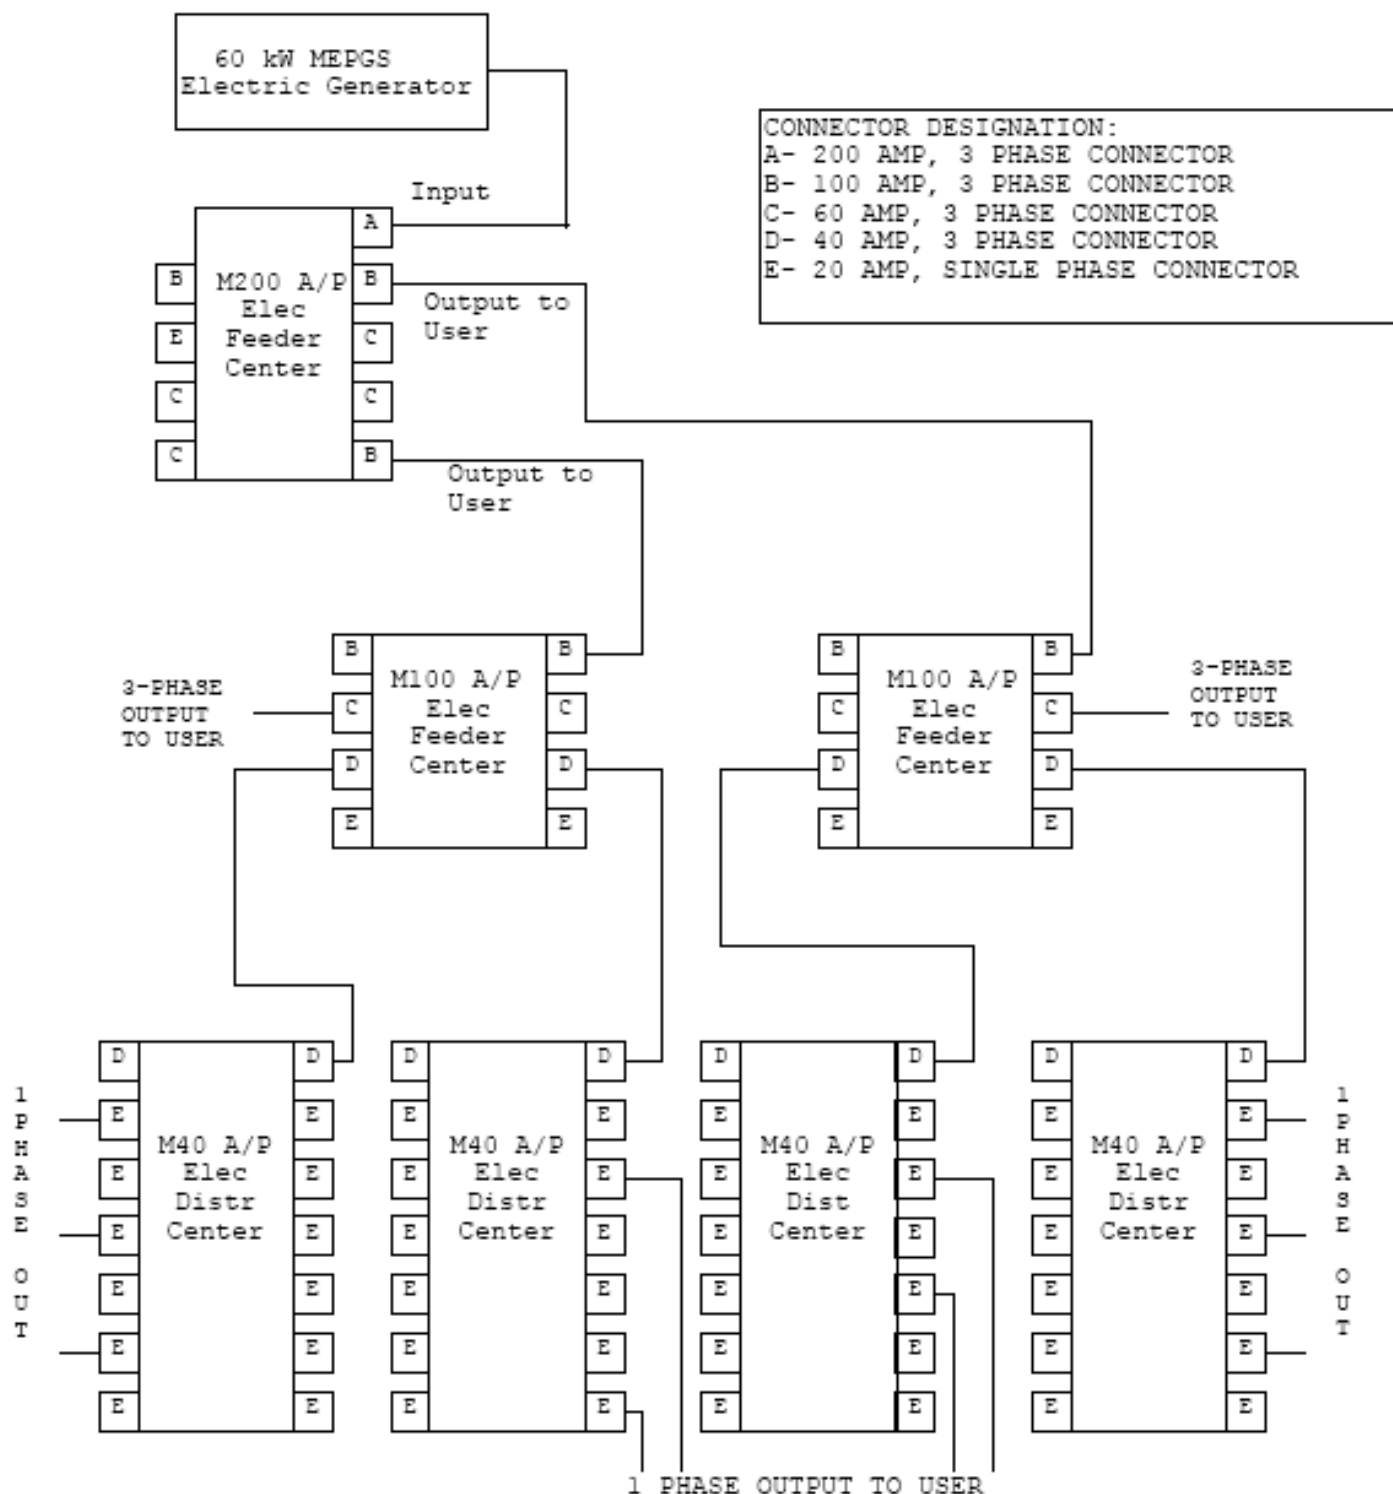 60 kW MEPGS
Electric Generator
CONNECTOR DESIGNATION:
A- 200 AMP, 3 PHASE CONNECTOR
B- 100 AMP, 3 PHASE CONNECTOR
C- 60 AMP, 3 PHASE CONNECTOR
D- 40 AMP, 3 PHASE CONNECTOR
E- 20 AMP, SINGLE PHASE CONNECTOR
Input
A
B
M200 A/P
B
Elec
Output to
User
E
Feeder
C
Center
C
C
C
B
Output to
User
B
B
M100 A/P
3-PHASE
OUTPUT
TO USER
C
Elec
C
Feeder
D
Center
D
E
E
B
B
M100 A/P
3-PHASE
OUTPUT
TO USER
C
Elec
C
Feeder
D
Center
D
E
E
1
P
H
A
S
E
O
U
T
D
D
E
E
M40 A/P
E
Elec
E
Distr
E
Center
E
E
E
E
E
E
E
D
D
E
E
M40 A/P
E
Elec
E
Distr
E
Center
E
E
E
E
E
E
E
D
D
E
E
M40 A/P
E
Elec
E
Dist
E
Center
E
E
E
E
E
E
E
D
D
E
E
M40 A/P
E
Elec
E
Distr
E
Center
E
E
E
E
E
E
E
1
P
H
A
S
E
O
U
T
1 PHASE OUTPUT TO USER